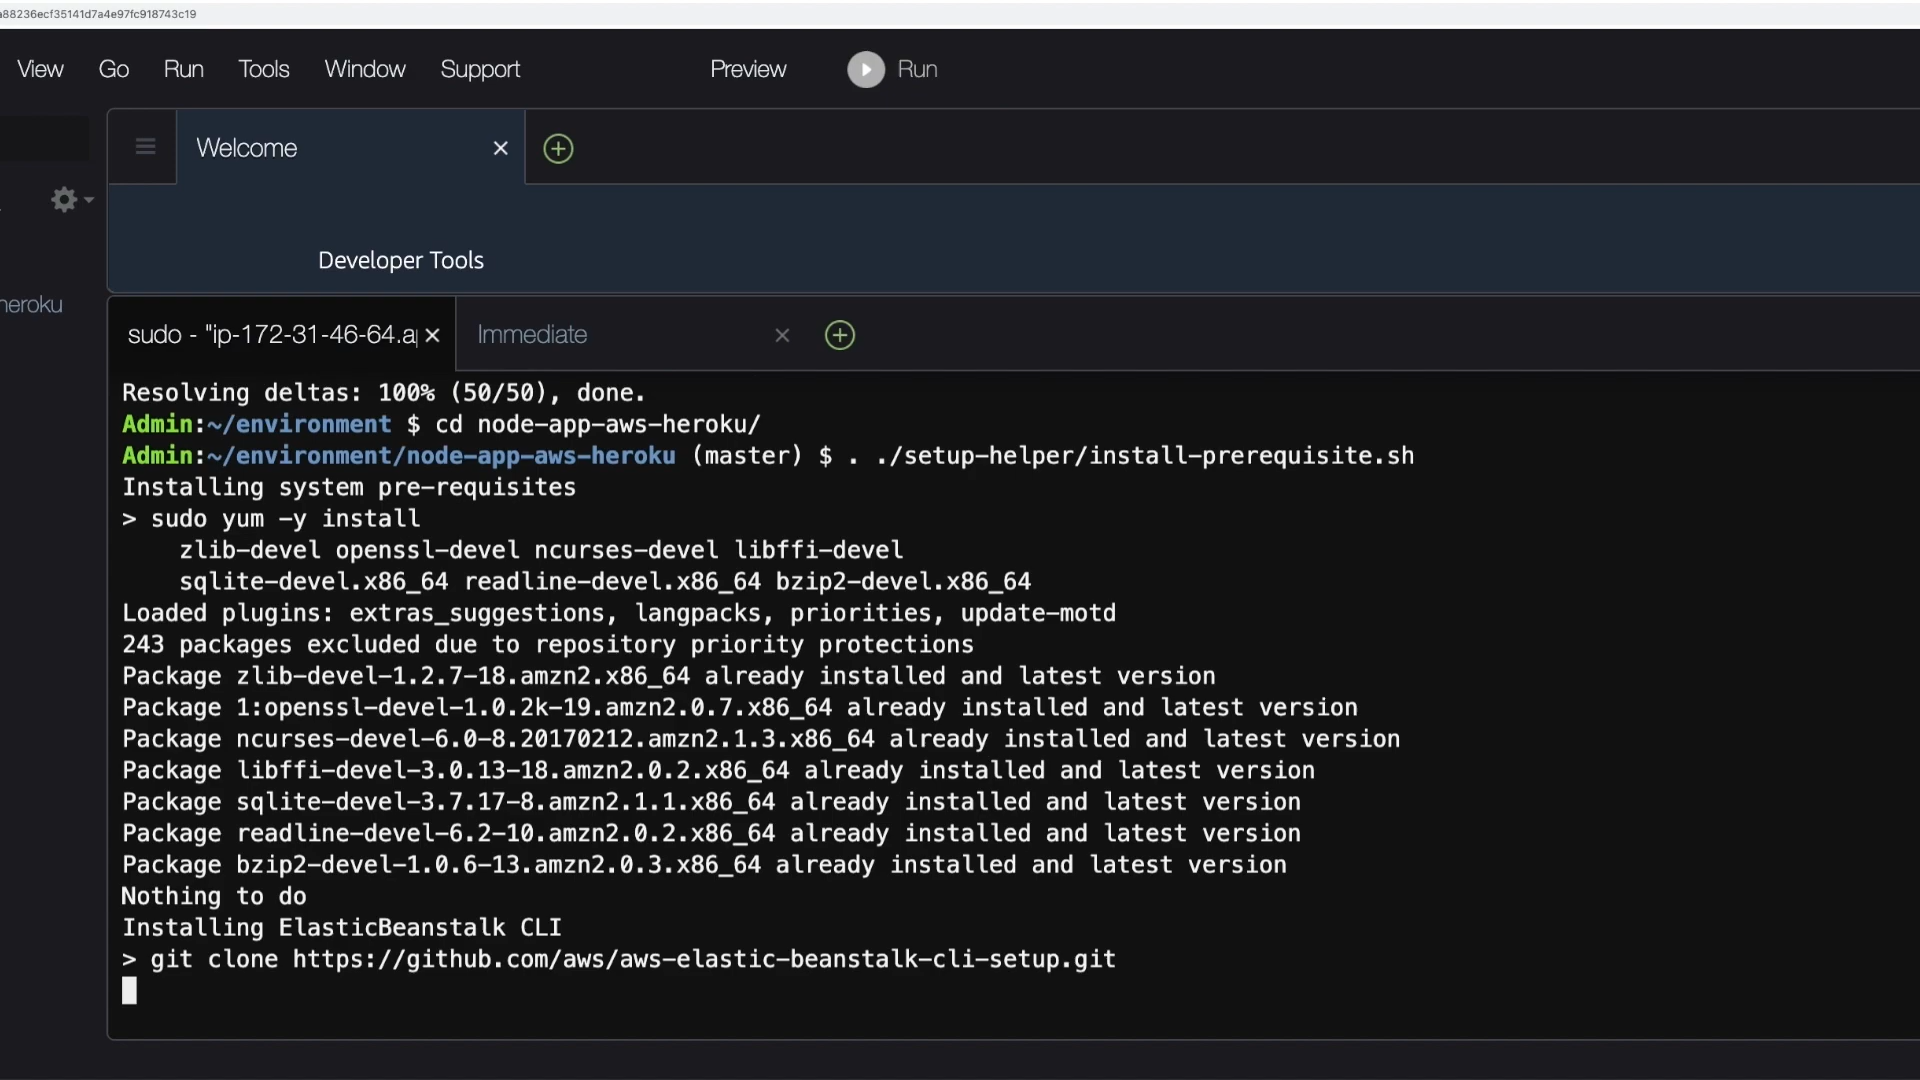 a88236ecf35141d7a4e97fc918743c19
View Go Run Tools Window Support Preview Run
Welcome
Developer Tools
heroku
sudo - "ip-172-31-46-64.a
Immediate
Resolving deltas: 100% (50/50), done.
Admin:~/environment $ cd node-app-aws-heroku/
Admin:~/environment/node-app-aws-heroku (master) $ . ./setup-helper/install-prerequisite.sh
Installing system pre-requisites
> sudo yum -y install
zlib-devel openssl-devel ncurses-devel libffi-devel
sqlite-devel.x86_64 readline-devel.x86_64 bzip2-devel.x86_64
Loaded plugins: extras_suggestions, langpacks, priorities, update-motd
243 packages excluded due to repository priority protections
Package zlib-devel-1.2.7-18.amzn2.x86_64 already installed and latest version
Package 1:openssl-devel-1.0.2k-19.amzn2.0.7.x86_64 already installed and latest version
Package ncurses-devel-6.0-8.20170212.amzn2.1.3.x86_64 already installed and latest version
Package libffi-devel-3.0.13-18.amzn2.0.2.x86_64 already installed and latest version
Package sqlite-devel-3.7.17-8.amzn2.1.1.x86_64 already installed and latest version
Package readline-devel-6.2-10.amzn2.0.2.x86_64 already installed and latest version
Package bzip2-devel-1.0.6-13.amzn2.0.3.x86_64 already installed and latest version
Nothing to do
Installing ElasticBeanstalk CLI
> git clone https://github.com/aws/aws-elastic-beanstalk-cli-setup.git